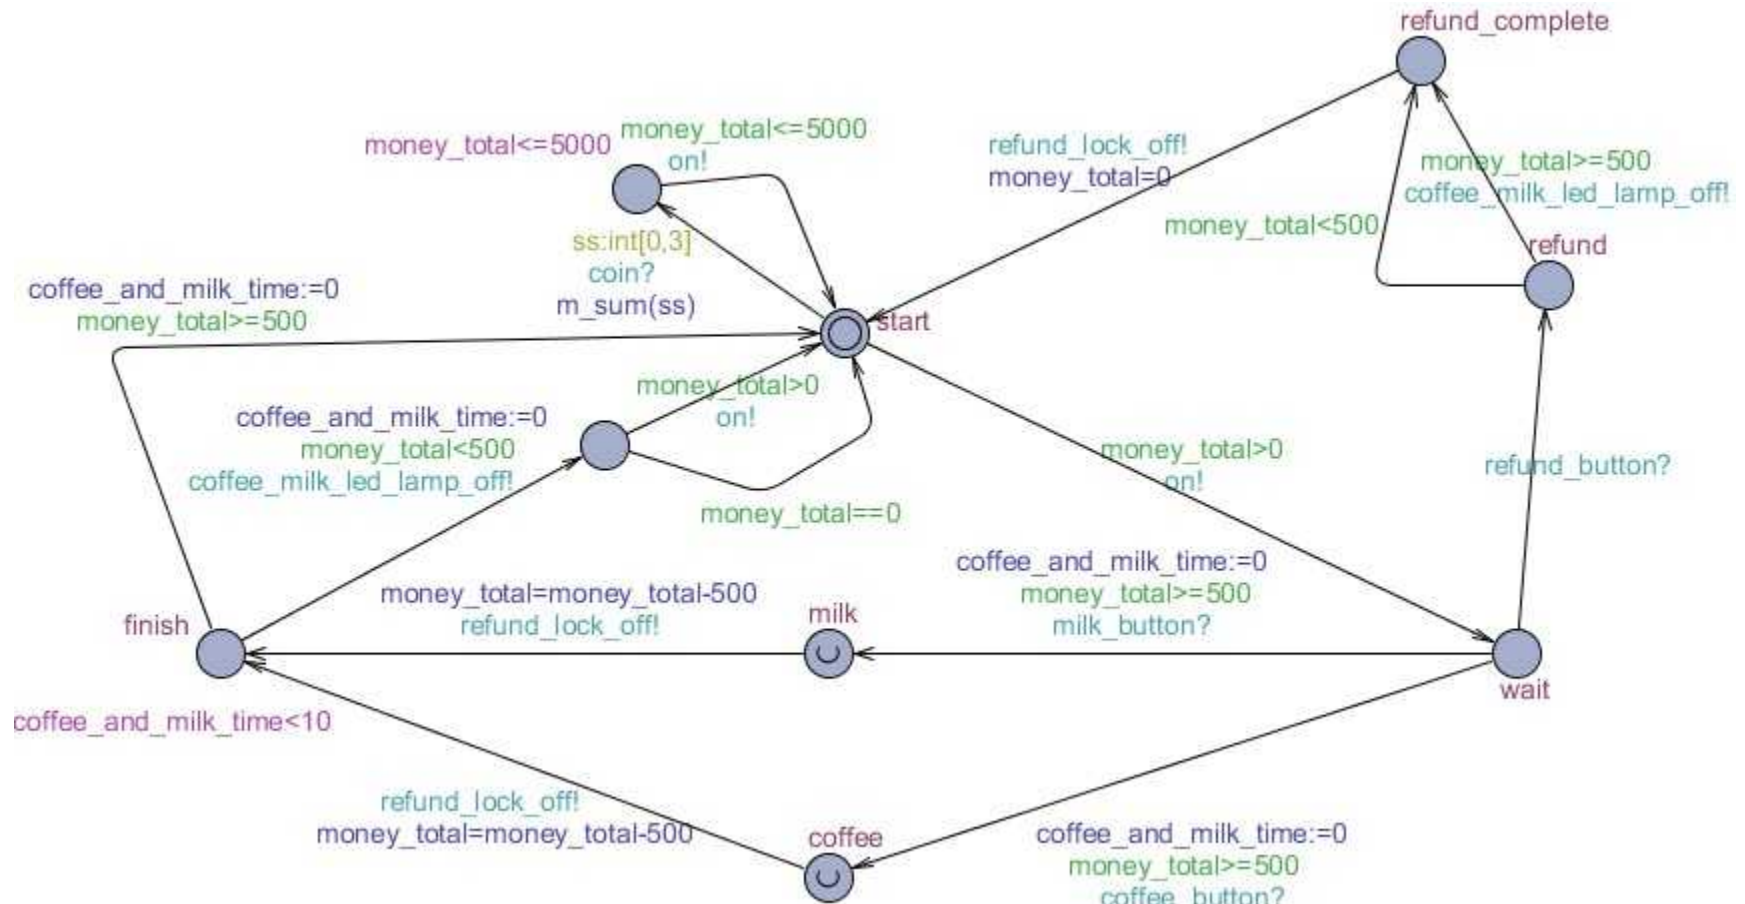 refund_complete
money_total<=5000
money_total<=5000
on!
refund_lock_off!
money_total=0
money_total>=500
coffee_milk_led_lamp_off!
money_total<500
refund
ss:int[0,3]
coin?
m_sum(ss)
coffee_and_milk_time:=0
money_total>=500
start
money_total>0
on!
coffee_and_milk_time:=0
money_total<500
coffee_milk_led_lamp_off!
money_total==0
money_total>0
on!
refund_button?
coffee_and_milk_time:=0
money_total>=500
milk_button?
money_total=money_total-500
refund_lock_off!
milk
finish
wait
coffee_and_milk_time<10
refund_lock_off!
money_total=money_total-500
coffee
coffee_and_milk_time:=0
money_total>=500
coffee_button?